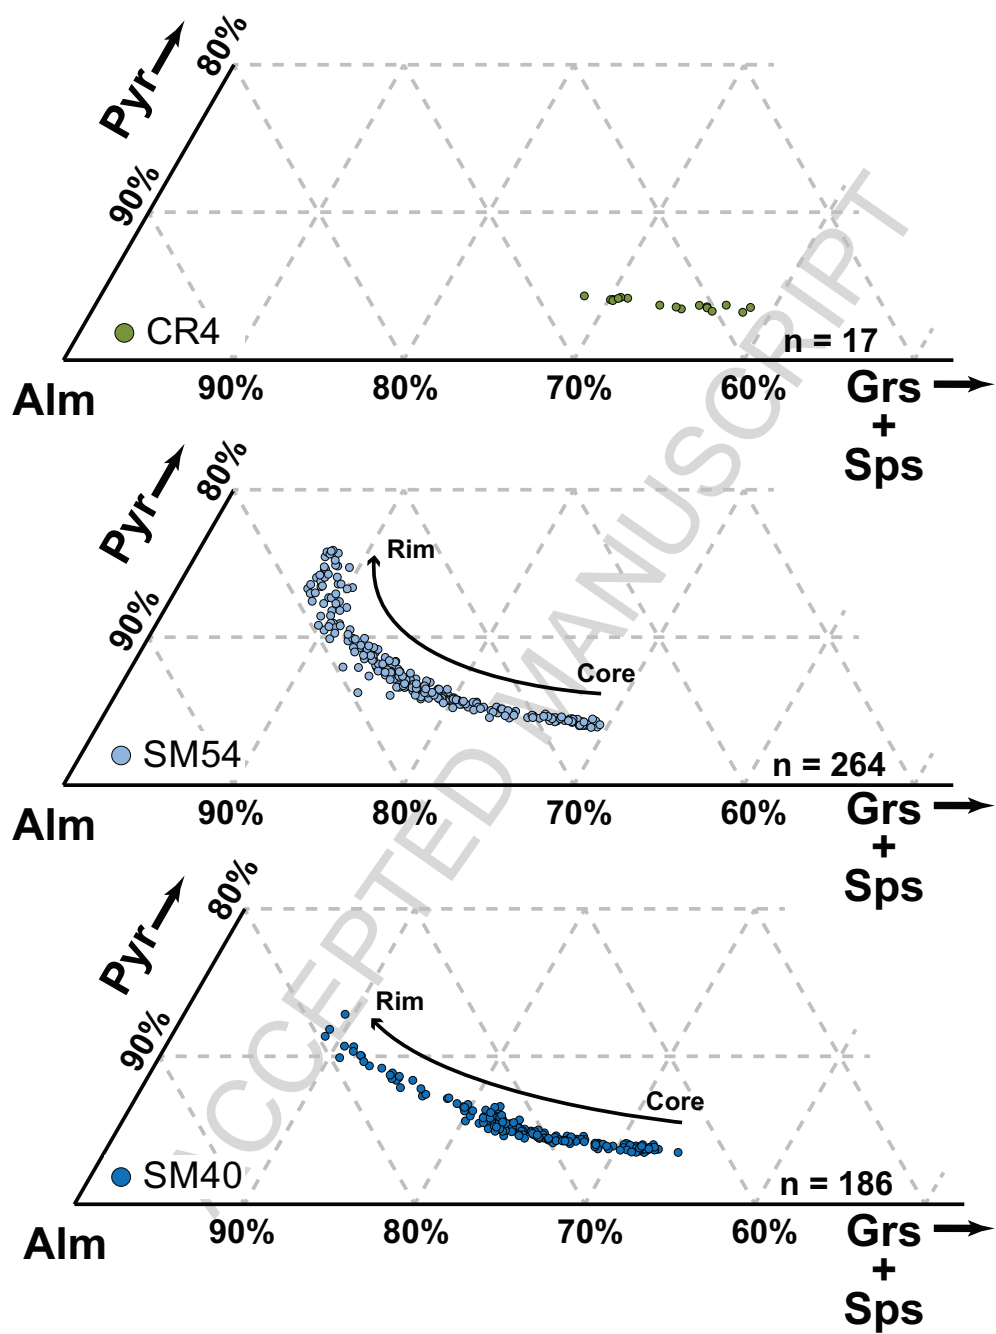 Pyr
80%
90%
CR4
n = 17
Alm
90%
80%
70%
60%
Grs
+
Sps
Pyr
80%
90%
Rim
Core
SM54
n = 264
Alm
90%
80%
70%
60%
Grs
+
Sps
Pyr
80%
90%
Rim
Core
SM40
n = 186
Alm
90%
80%
70%
60%
Grs
+
Sps
ACCEPTED MANUSCRIPT